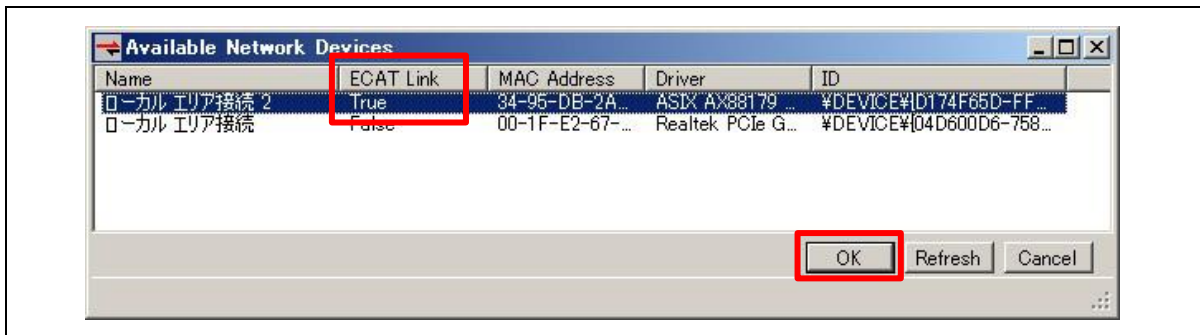 Available Network Devices
Name ECAT Link MAC Address Driver ID
ローカル エリア接続 2 True 34-95-DB-2A... ASIX AX88179 ... ¥DEVICE¥{D174F65D-FF...
ローカル エリア接続 False 00-1F-E2-67-... Realtek PCIe G... ¥DEVICE¥{04D600D6-758...
OK Refresh Cancel